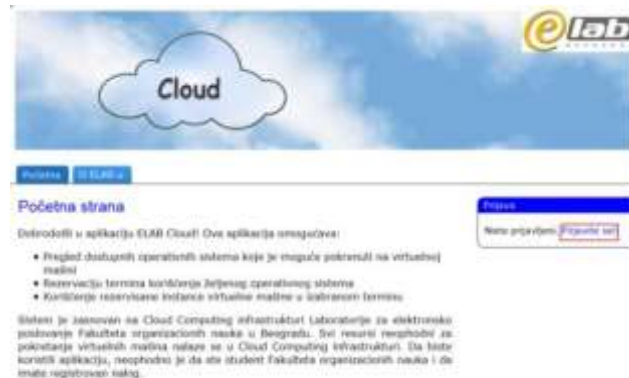 elab
Cloud
Početna O ELAB-u
Početna strana
Dobrodošli u aplikaciju ELAB Cloud! Ova aplikacija omogućava:
Pregled dostupnih operativnih sistema koje je moguće pokrenuti na virtuelnoj
mašini
Rezervaciju termina korišćenja željenog operativnog sistema
Korišćenje rezervisane instance virtuelne mašine u izabranom terminu
Sistem je zasnovan na Cloud Computing infrastrukturi Laboratorije za elektronsko
poslovanje Fakulteta organizacionih nauka u Beogradu. Svi resursi neophodni za
pokretanje virtuelnih mašina nalaze se u Cloud Computing infrastrukturi. Da biste
koristili aplikaciju, neophodno je da ste student Fakulteta organizacionih nauka i da
imate registrovan nalog.
Prijava
Niste prijavljeni. Prijavite se!